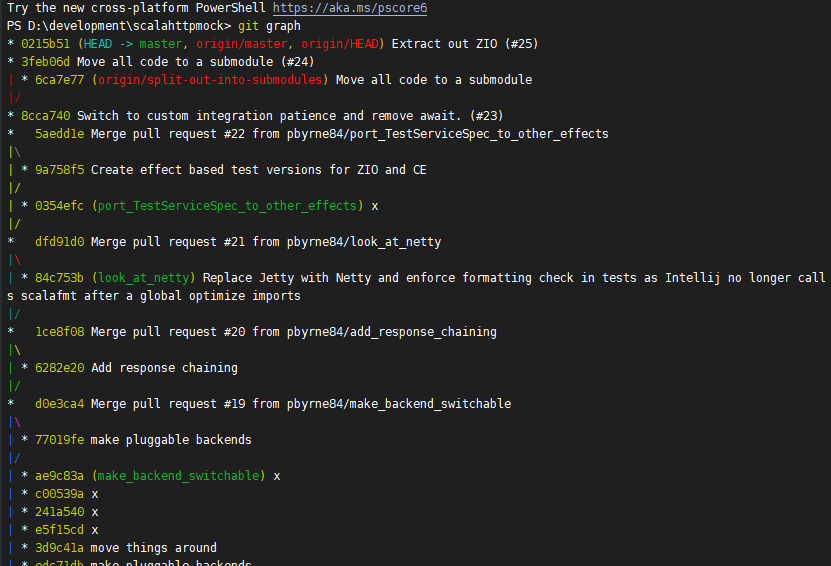 Try the new cross-platform PowerShell https://aka.ms/pscore6
PS D:\development\scalahttpmock> git graph
* 0215b51 (HEAD -> master, origin/master, origin/HEAD) Extract out ZIO (#25)
* 3feb06d Move all code to a submodule (#24)
| * 6ca7e77 (origin/split-out-into-submodules) Move all code to a submodule
|/
* 8cca740 Switch to custom integration patience and remove await. (#23)
*   5aedd1e Merge pull request #22 from pbyrne84/port_TestServiceSpec_to_other_effects
|\
| * 9a758f5 Create effect based test versions for ZIO and CE
|/
| * 0354efc (port_TestServiceSpec_to_other_effects) x
|/
*   dfd91d0 Merge pull request #21 from pbyrne84/look_at_netty
|\
| * 84c753b (look_at_netty) Replace Jetty with Netty and enforce formatting check in tests as Intellij no longer call
s scalafmt after a global optimize imports
|/
*   1ce8f08 Merge pull request #20 from pbyrne84/add_response_chaining
|\
| * 6282e20 Add response chaining
|/
*   d0e3ca4 Merge pull request #19 from pbyrne84/make_backend_switchable
|\
| * 77019fe make pluggable backends
|/
| * ae9c83a (make_backend_switchable) x
| * c00539a x
| * 241a540 x
| * e5f15cd x
| * 3d9c41a move things around
| * edc71db make pluggable backends